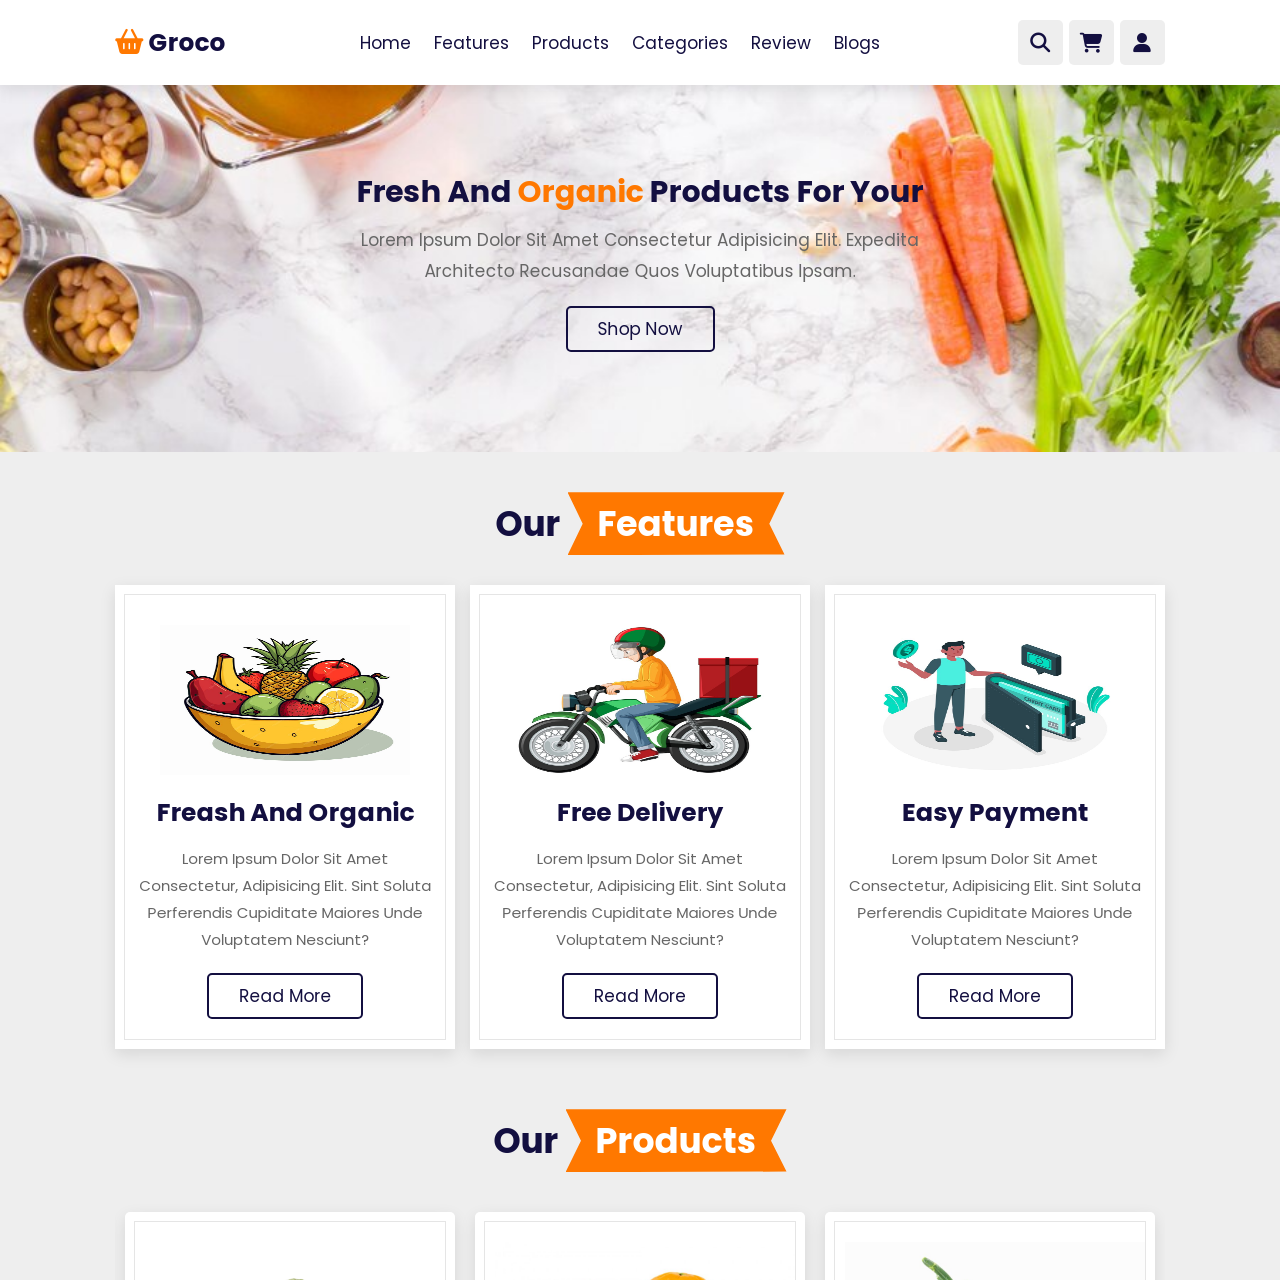 Groco
Home Features Products Categories Review Blogs
Fresh And Organic Products For Your
Lorem Ipsum Dolor Sit Amet Consectetur Adipisicing Elit. Expedita
Architecto Recusandae Quos Voluptatibus Ipsam.
Shop Now
Our Features
Freash And Organic
Lorem Ipsum Dolor Sit Amet
Consectetur, Adipisicing Elit. Sint Soluta
Perferendis Cupiditate Maiores Unde
Voluptatem Nesciunt?
Read More
Free Delivery
Lorem Ipsum Dolor Sit Amet
Consectetur, Adipisicing Elit. Sint Soluta
Perferendis Cupiditate Maiores Unde
Voluptatem Nesciunt?
Read More
Easy Payment
Lorem Ipsum Dolor Sit Amet
Consectetur, Adipisicing Elit. Sint Soluta
Perferendis Cupiditate Maiores Unde
Voluptatem Nesciunt?
Read More
Our Products